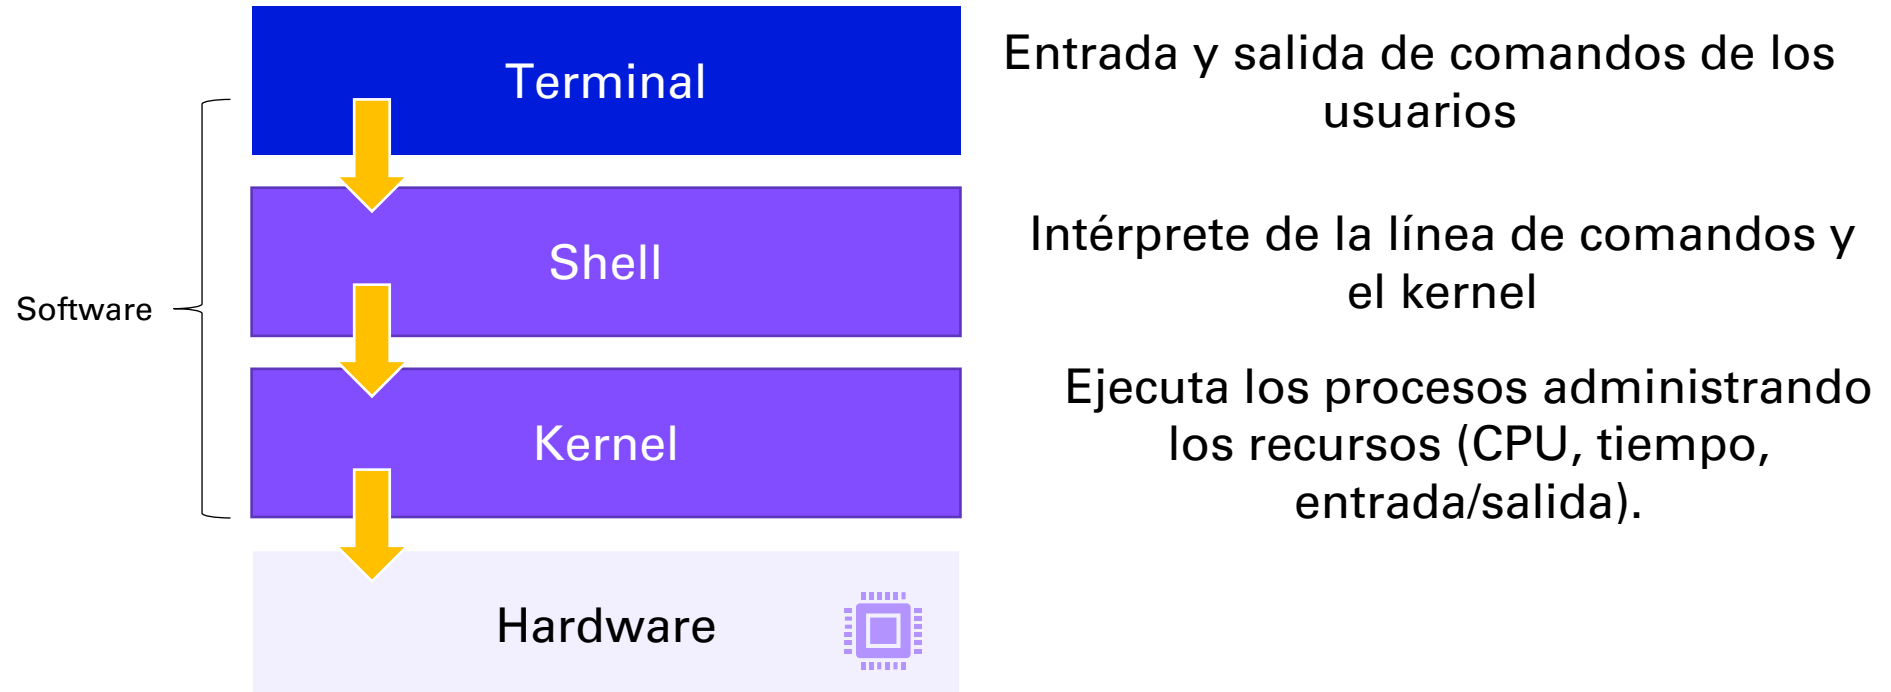 Terminal
Entrada y salida de comandos de los
usuarios
Shell
Intérprete de la línea de comandos y
el kernel
Software
Kernel
Ejecuta los procesos administrando
los recursos (CPU, tiempo,
entrada/salida).
Hardware